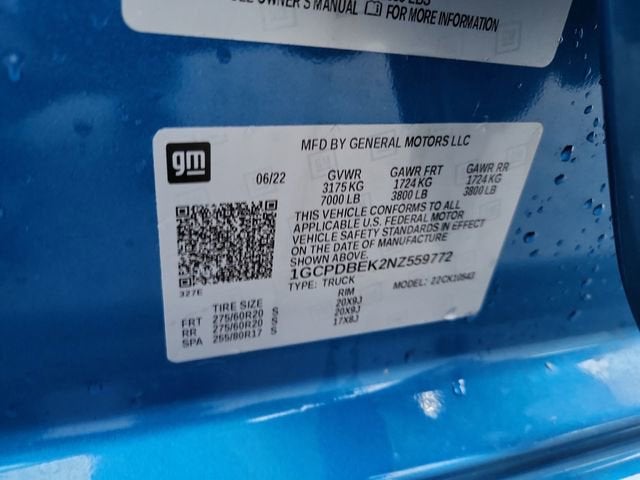 OWNER'S MANUAL FOR MORE INFORMATION
gm
MFD BY GENERAL MOTORS LLC
06/22
GVWR
3175 KG
7000 LB
GAWR FRT
1724 KG
3800 LB
GAWR RR
1724 KG
3800 LB
THIS VEHICLE CONFORMS TO ALL
APPLICABLE U.S. FEDERAL MOTOR
VEHICLE SAFETY STANDARDS IN EFFECT
ON THE DATE OF MANUFACTURE
SHOWN ABOVE
1GCPDBEK2NZ559772
TYPE: TRUCK
MODEL: 22CK10543
327E
TIRE SIZE RIM
FRT 275/60R20 S 20X9J
RR 275/60R20 S 20X9J
SPA 255/80R17 S 17X8J